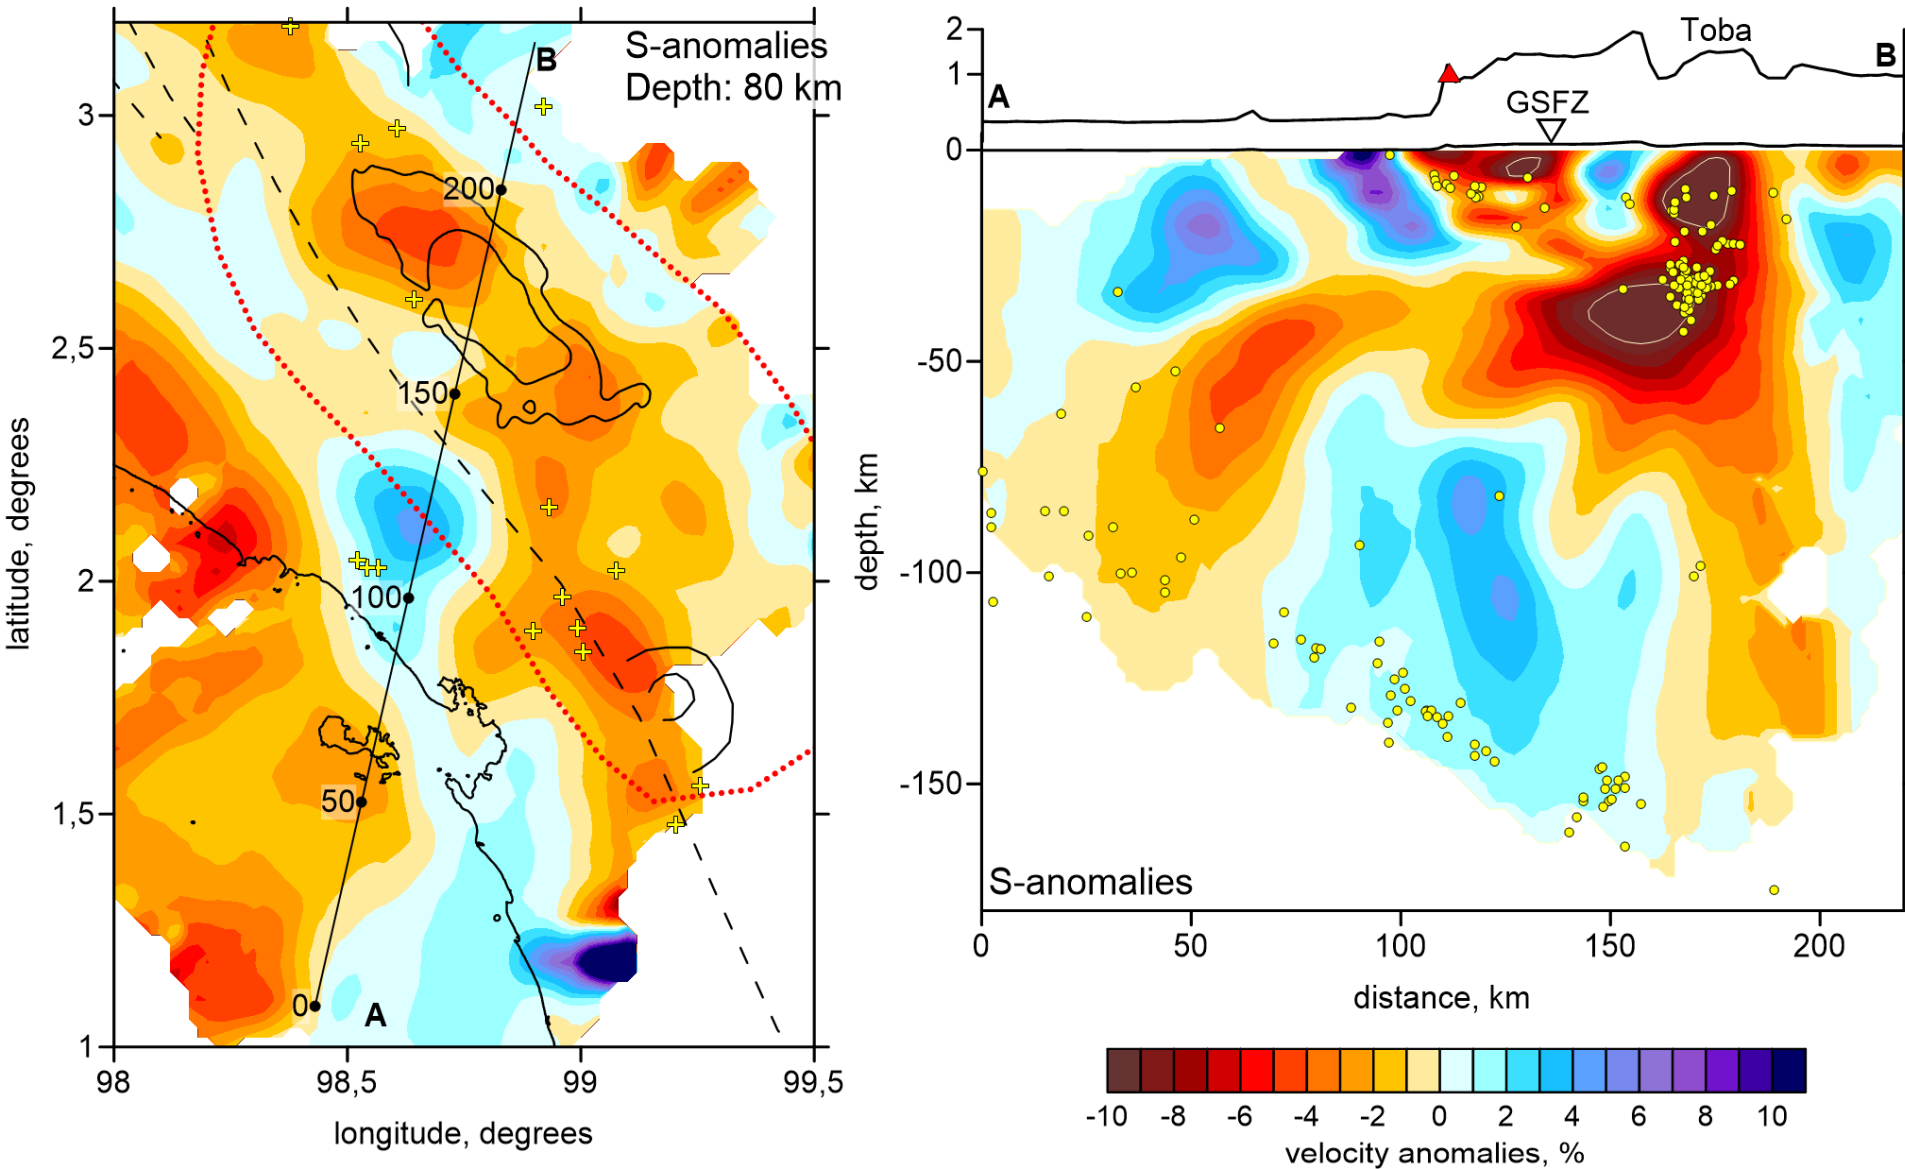 S-anomalies
Depth: 80 km
B
200
150
100
50
0
A
3
2,5
2
1,5
1
98
98,5
99
99,5
latitude, degrees
longitude, degrees
2
1
0
-50
-100
-150
A
Toba
B
GSFZ
S-anomalies
depth, km
0
50
100
150
200
distance, km
-10
-8
-6
-4
-2
0
2
4
6
8
10
velocity anomalies, %